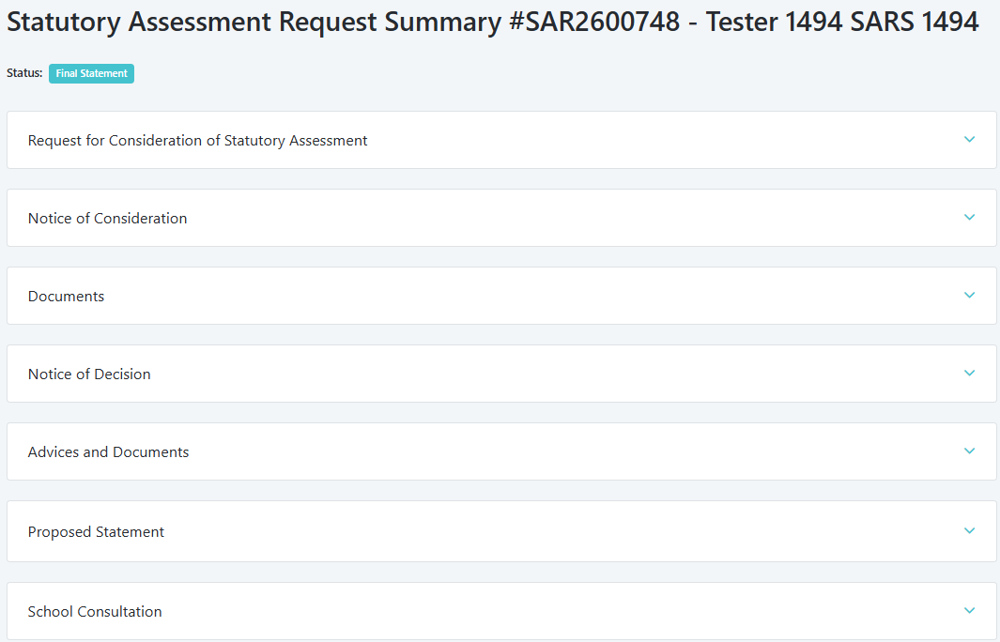 Statutory Assessment Request Summary #SAR2600748 - Tester 1494 SARS 1494
Status: Final Statement
Request for Consideration of Statutory Assessment
Notice of Consideration
Documents
Notice of Decision
Advices and Documents
Proposed Statement
School Consultation